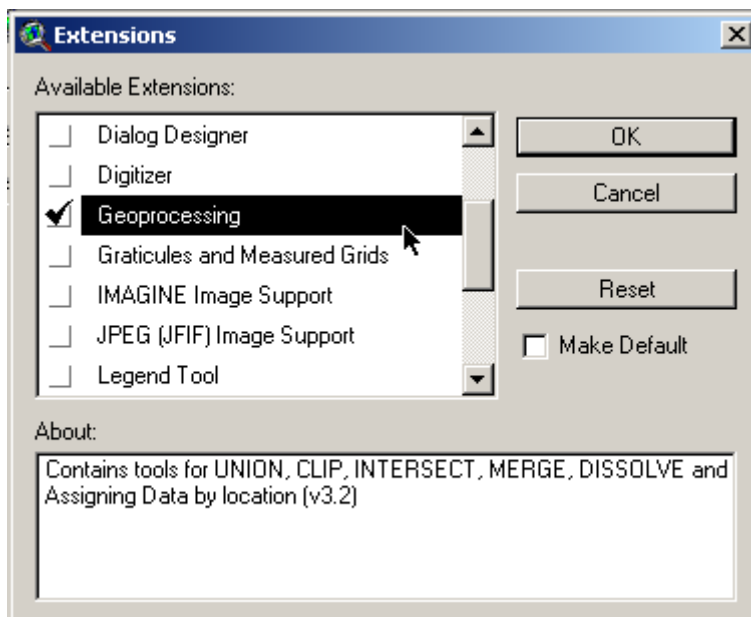 Extensions
Available Extensions:
Dialog Designer
Digitizer
Geoprocessing
Graticules and Measured Grids
IMAGINE Image Support
JPEG (JFIF) Image Support
Legend Tool
OK
Cancel
Reset
Make Default
About:
Contains tools for UNION, CLIP, INTERSECT, MERGE, DISSOLVE and
Assigning Data by location (v3.2)